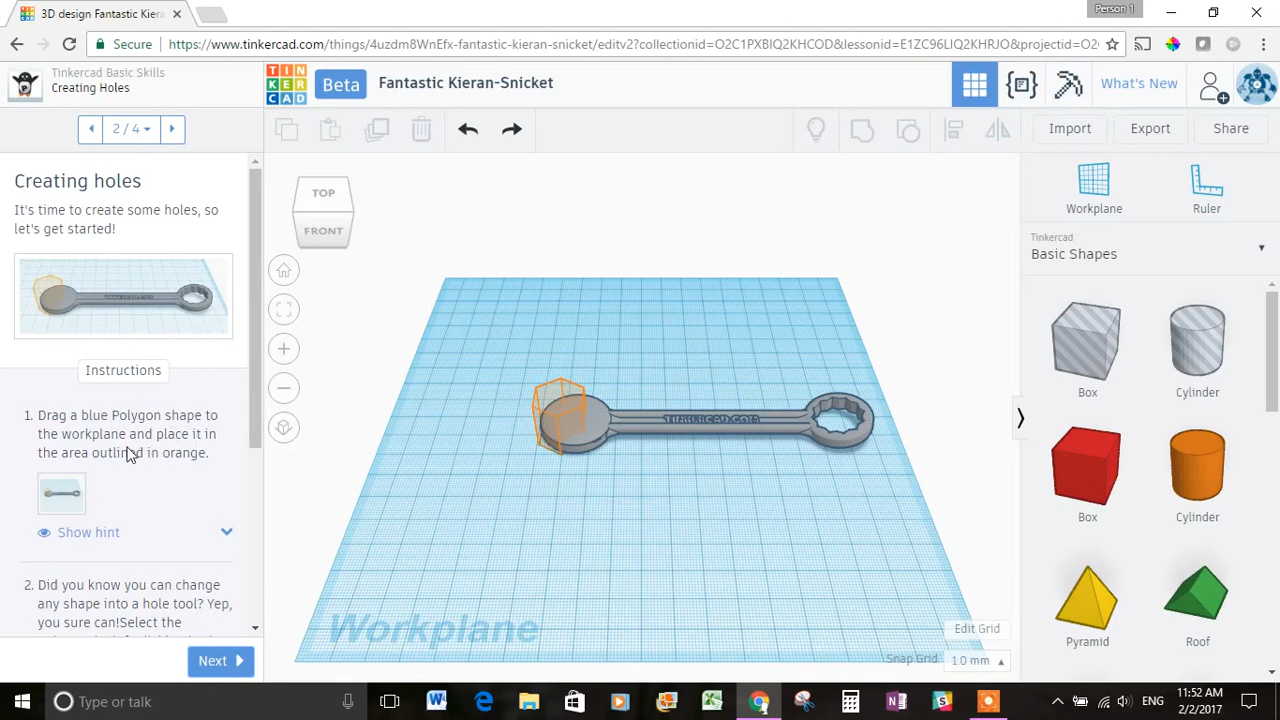 3D design Fantastic Kiera
Person 1
Secure
https://www.tinkercad.com/things/4uzdm8WnEfx-fantastic-kieran-snicket/editv2?collectionid=O2C1PXBIQ2KHCOD&lessonid=E1ZC96LIQ2KHRJO&projectid=O2
Tinkercad Basic Skills
Creating Holes
TIN
KER
CAD
Beta
Fantastic Kieran-Snicket
What's New
2 / 4
Import
Export
Share
Creating holes
It's time to create some holes, so
let's get started!
TOP
FRONT
Workplane
Ruler
Tinkercad
Basic Shapes
Instructions
1. Drag a blue Polygon shape to
the workplane and place it in
the area outlined in orange.
Show hint
2. Did you know you can change
any shape into a hole tool? Yep,
you sure can!Select the
Next
TINKERCAD.COM
Workplane
Edit Grid
Snap Grid
1.0 mm
Box
Cylinder
Box
Cylinder
Pyramid
Roof
Type or talk
ENG
11:52 AM
2/2/2017